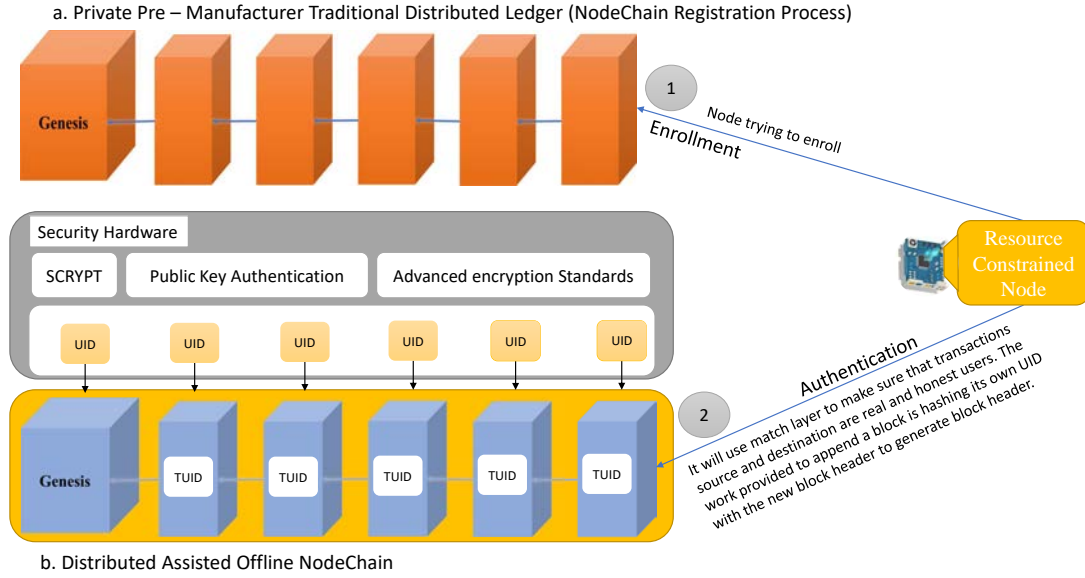 a. Private Pre – Manufacturer Traditional Distributed Ledger (NodeChain Registration Process)
Genesis
1
Node trying to enroll
Enrollment
Security Hardware
SCRYPT
Public Key Authentication
Advanced encryption Standards
UID
UID
UID
UID
UID
UID
Resource
Constrained
Node
Genesis
TUID
TUID
TUID
TUID
TUID
2
Authentication
It will use match layer to make sure that transactions
source and destination are real and honest users. The
work provided to append a block is hashing its own UID
with the new block header to generate block header.
b. Distributed Assisted Offline NodeChain